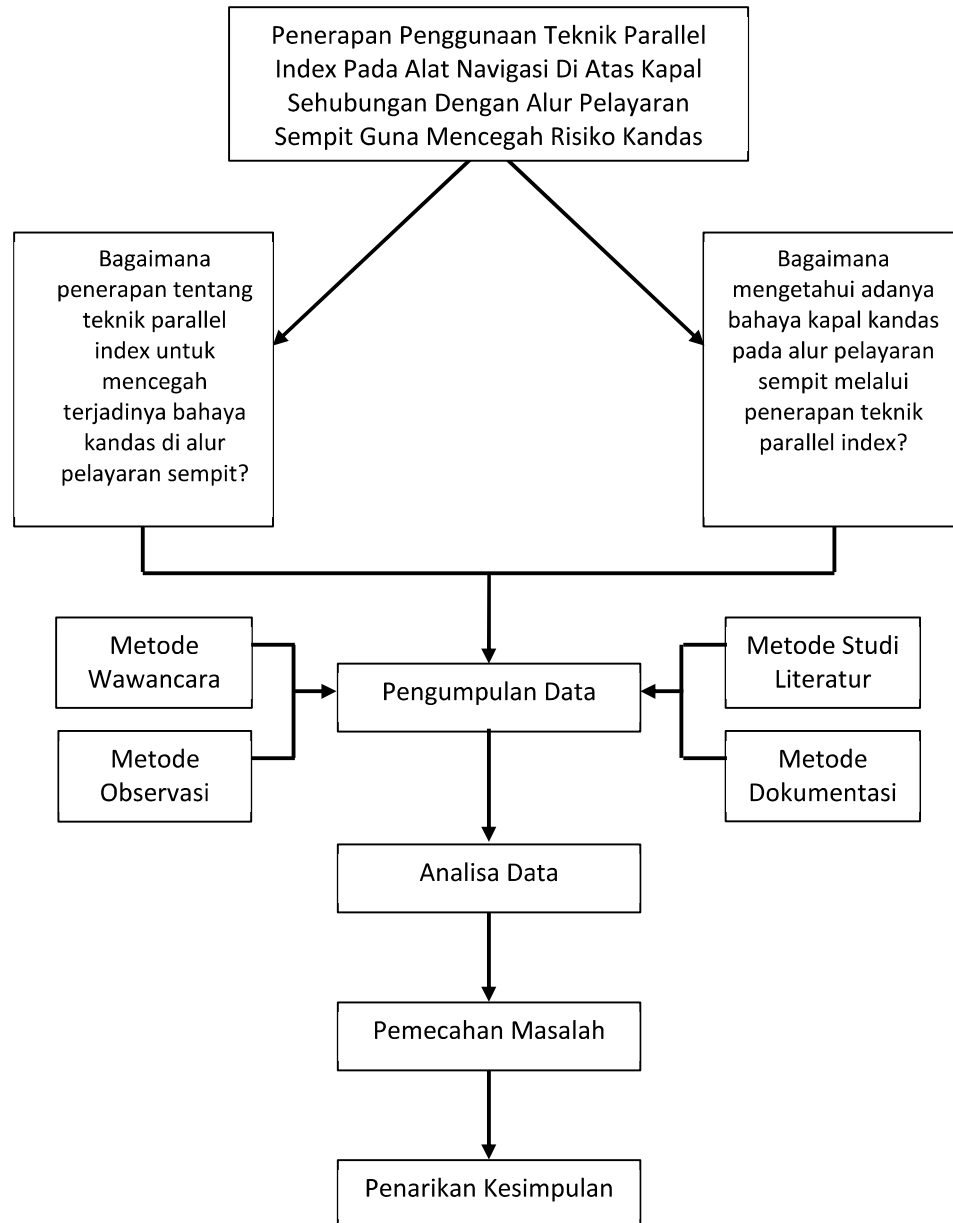 Penerapan Penggunaan Teknik Parallel
Index Pada Alat Navigasi Di Atas Kapal
Sehubungan Dengan Alur Pelayaran
Sempit Guna Mencegah Risiko Kandas
Bagaimana
penerapan tentang
teknik parallel
index untuk
mencegah
terjadinya bahaya
kandas di alur
pelayaran sempit?
Bagaimana
mengetahui adanya
bahaya kapal kandas
pada alur pelayaran
sempit melalui
penerapan teknik
parallel index?
Metode
Wawancara
Metode
Observasi
Pengumpulan Data
Metode Studi
Literatur
Metode
Dokumentasi
Analisa Data
Pemecahan Masalah
Penarikan Kesimpulan